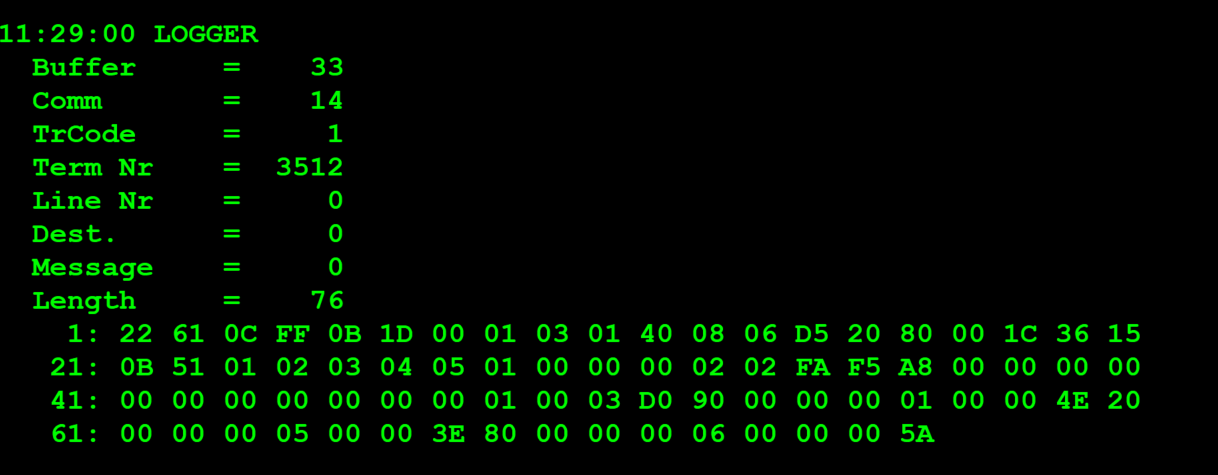 11:29:00 LOGGER
Buffer = 33
Comm = 14
TrCode = 1
Term Nr = 3512
Line Nr = 0
Dest. = 0
Message = 0
Length = 76
1: 22 61 0C FF 0B 1D 00 01 03 01 40 08 06 D5 20 80 00 1C 36 15
21: 0B 51 01 02 03 04 05 01 00 00 00 02 02 FA F5 A8 00 00 00 00
41: 00 00 00 00 00 00 00 01 00 03 D0 90 00 00 00 01 00 00 4E 20
61: 00 00 00 05 00 00 3E 80 00 00 00 06 00 00 00 5A